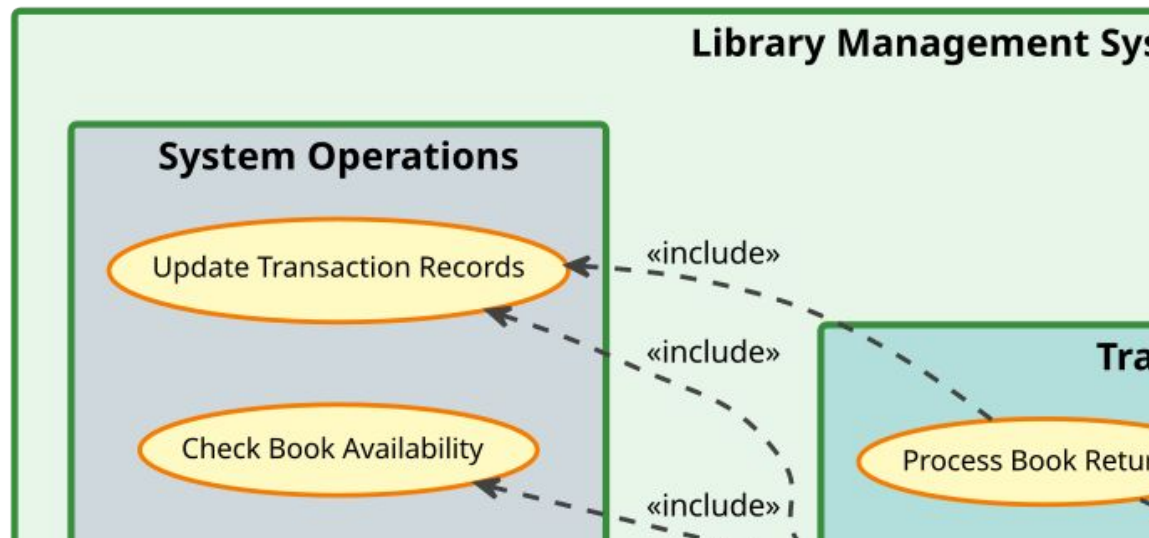 Library Management Sys
System Operations
Update Transaction Records
«include»
«include»
Tra
Check Book Availability
Process Book Retur
«include»